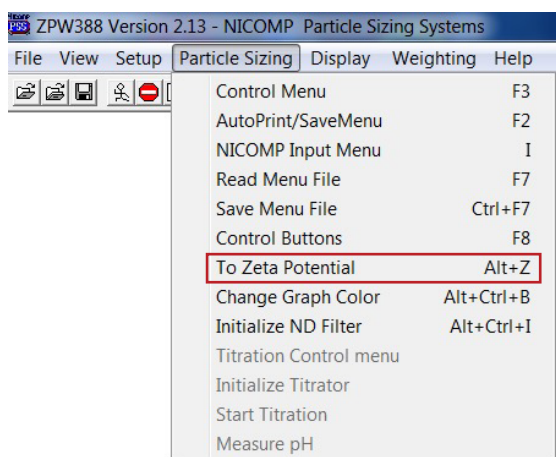 ZPW388 Version 2.13 - NICOMP Particle Sizing Systems
File View Setup Particle Sizing Display Weighting Help
Control Menu F3
AutoPrint/SaveMenu F2
NICOMP Input Menu I
Read Menu File F7
Save Menu File Ctrl+F7
Control Buttons F8
To Zeta Potential Alt+Z
Change Graph Color Alt+Ctrl+B
Initialize ND Filter Alt+Ctrl+I
Titration Control menu
Initialize Titrator
Start Titration
Measure pH